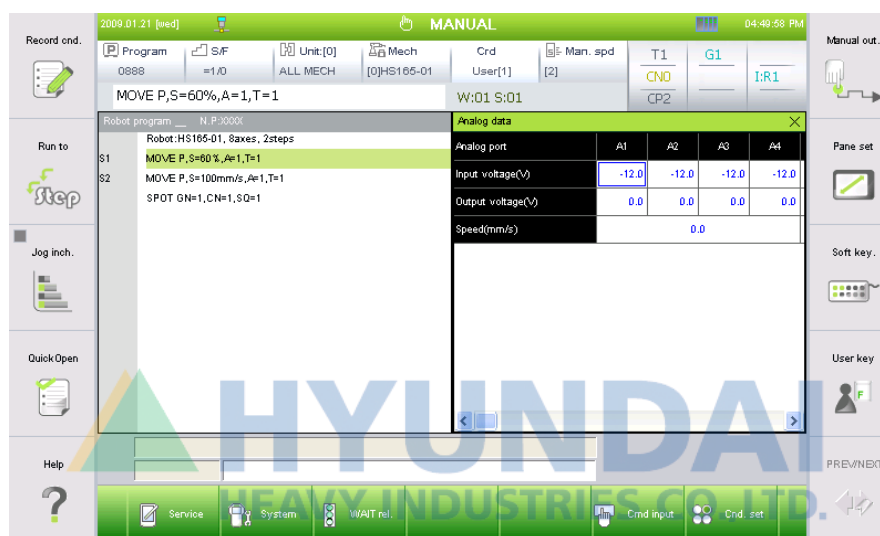 2009.01.21 [wed] MANUAL 04:49:58 PM
Record cnd.
Manual out.
Program S/F Unit:[0] Mech Crd Man. spd T1 G1
0888 =1/0 ALL MECH [0]HS165-01 User[1] [2] CN0 I:R1
MOVE P,S=60%,A=1,T=1 W:01 S:01 CP2
Robot program __ N.P:XXXX
Analog data
Robot:HS165-01, 8axes, 2steps
S1 MOVE P,S=60%,A=1,T=1
S2 MOVE P,S=100mm/s,A=1,T=1
SPOT GN=1,CN=1,SQ=1
Analog port A1 A2 A3 A4
Input voltage(V) -12.0 -12.0 -12.0 -12.0
Output voltage(V) 0.0 0.0 0.0 0.0
Speed(mm/s) 0.0
Run to
Step
Pane set
Jog inch.
Soft key.
Quick Open
User key
F
Help
PREV/NEXT
HYUNDAI
HEAVY INDUSTRIES CO.,LTD.
Service System WAIT rel. Cmd input Cnd. set